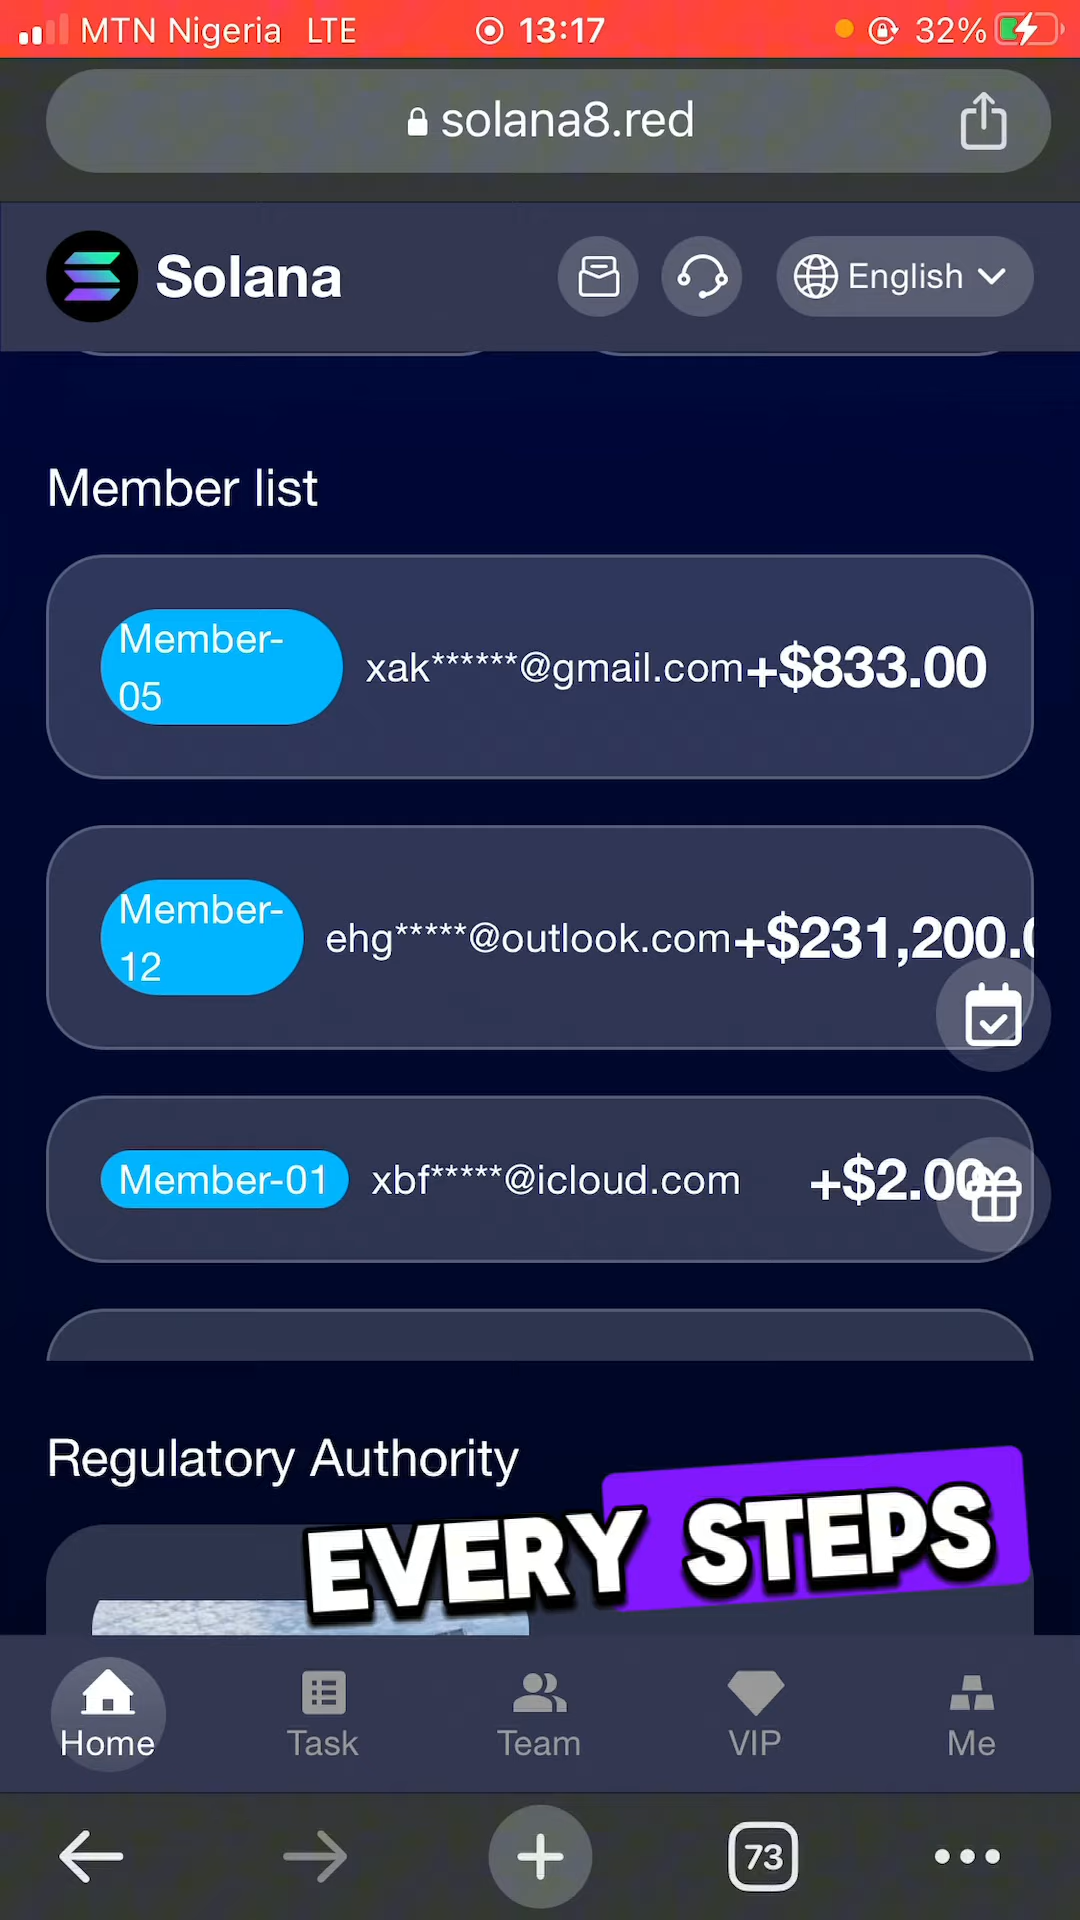 MTN Nigeria LTE 13:17 32%
solana8.red
Solana English
Member list
Member-
05
xak******@gmail.com +$833.00
Member-
12
ehg*****@outlook.com +$231,200.0
Member-01 xbf*****@icloud.com +$2.00
Regulatory Authority
EVERY STEPS
Home Task Team VIP Me
73